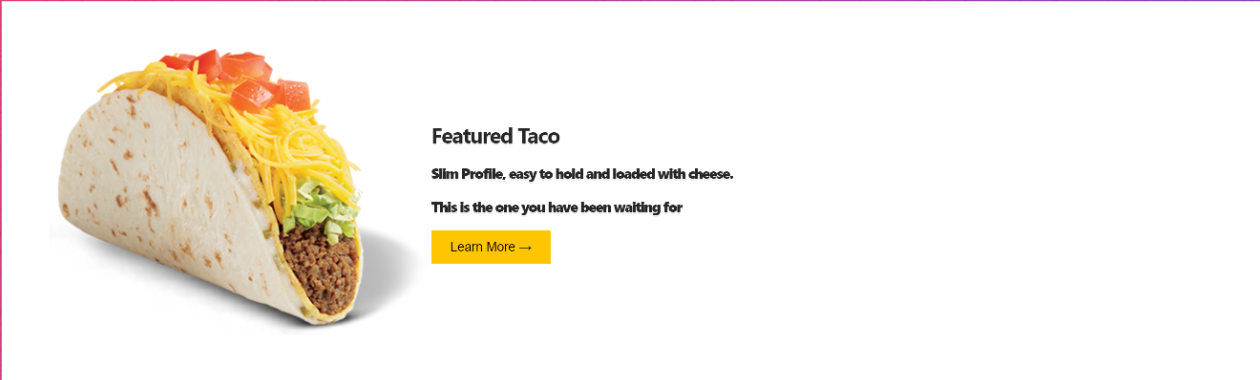 Featured Taco
Slim Profile, easy to hold and loaded with cheese.
This is the one you have been waiting for
Learn More →